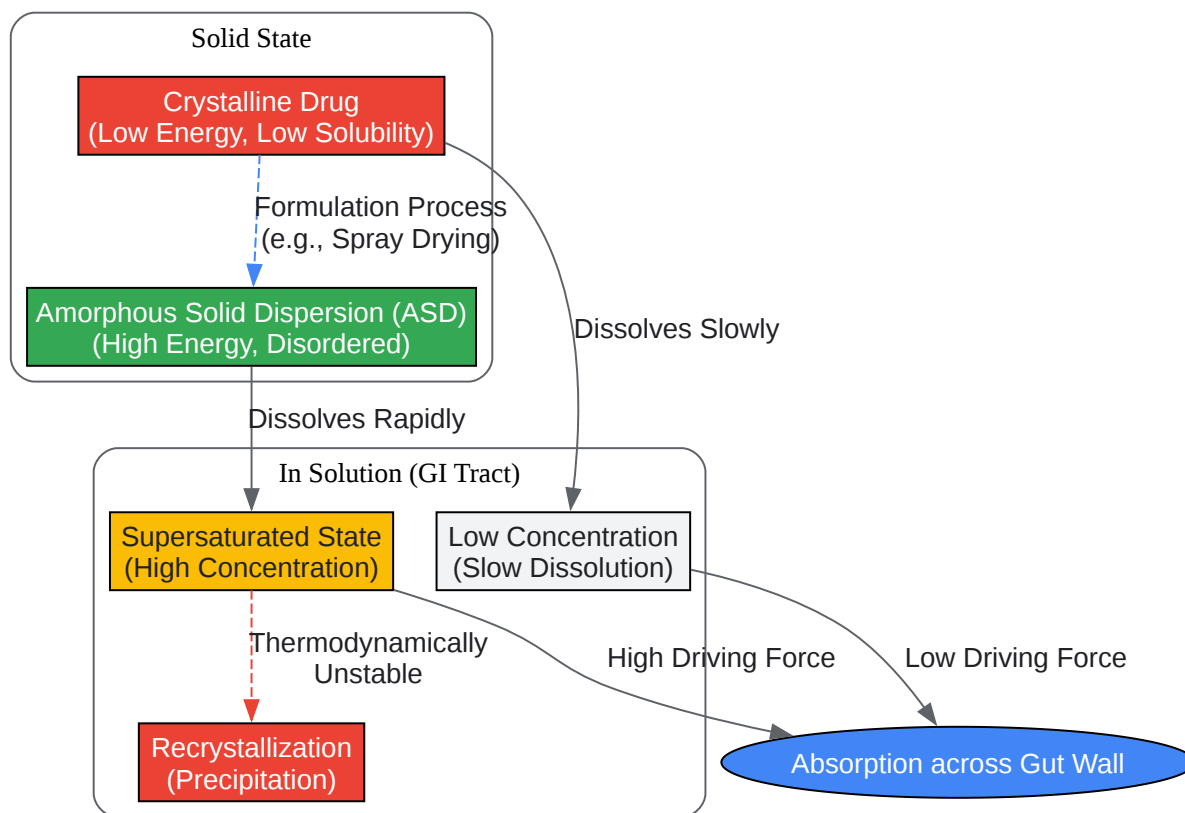 Solid State
Crystalline Drug
(Low Energy, Low Solubility)
Formulation Process
(e.g., Spray Drying)
Amorphous Solid Dispersion (ASD)
(High Energy, Disordered)
Dissolves Slowly
Dissolves Rapidly
In Solution (GI Tract)
Supersaturated State
(High Concentration)
Low Concentration
(Slow Dissolution)
Thermodynamically
Unstable
High Driving Force
Low Driving Force
Recrystallization
(Precipitation)
Absorption across Gut Wall